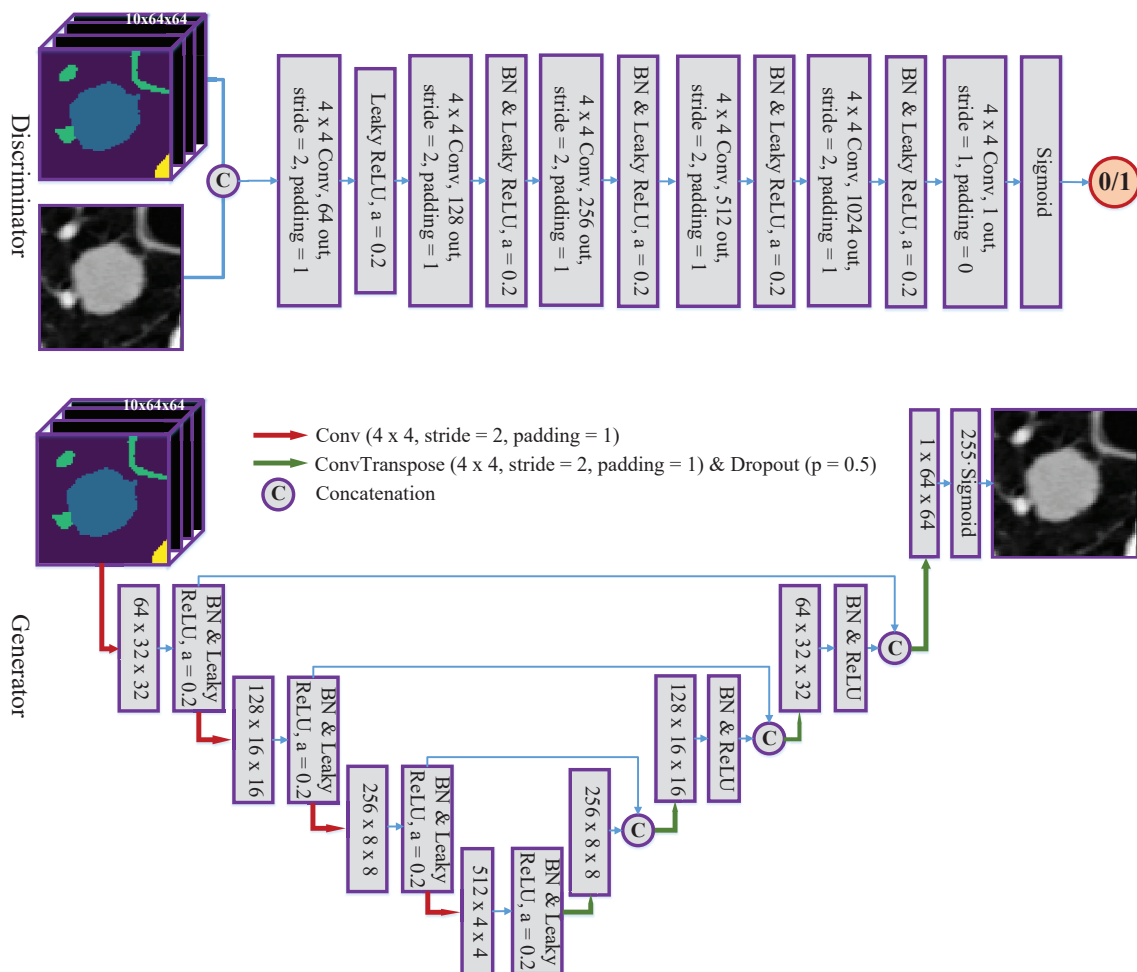 10x64x64
Discriminator
C
4 x 4 Conv, 64 out,
stride = 2, padding = 1
Leaky ReLU, a = 0.2
4 x 4 Conv, 128 out,
stride = 2, padding = 1
BN & Leaky ReLU, a = 0.2
4 x 4 Conv, 256 out,
stride = 2, padding = 1
BN & Leaky ReLU, a = 0.2
4 x 4 Conv, 512 out,
stride = 2, padding = 1
BN & Leaky ReLU, a = 0.2
4 x 4 Conv, 1024 out,
stride = 2, padding = 1
BN & Leaky ReLU, a = 0.2
4 x 4 Conv, 1 out,
stride = 1, padding = 0
Sigmoid
0/1
10x64x64
Conv (4 x 4, stride = 2, padding = 1)
ConvTranspose (4 x 4, stride = 2, padding = 1) & Dropout (p = 0.5)
C Concatenation
Generator
64 x 32 x 32
BN & Leaky
ReLU, a = 0.2
128 x 16 x 16
BN & Leaky
ReLU, a = 0.2
256 x 8 x 8
BN & Leaky
ReLU, a = 0.2
512 x 4 x 4
BN & Leaky
ReLU, a = 0.2
256 x 8 x 8
C
128 x 16 x 16
BN & ReLU
C
64 x 32 x 32
BN & ReLU
C
1 x 64 x 64
255·Sigmoid